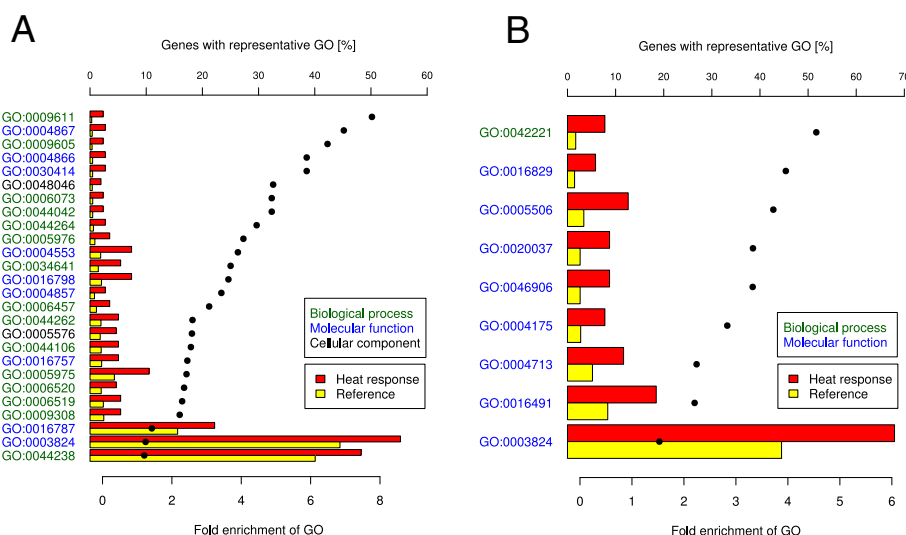 A
Genes with representative GO [%]
0 10 20 30 40 50 60
GO:0009611
GO:0004867
GO:0009605
GO:0004866
GO:0030414
GO:0048046
GO:0006073
GO:0044042
GO:0044264
GO:0005976
GO:0004553
GO:0034641
GO:0016798
GO:0004857
GO:0006457
GO:0044262
GO:0005576
GO:0044106
GO:0016757
GO:0005975
GO:0006520
GO:0006519
GO:0009308
GO:0016787
GO:0003824
GO:0044238
Biological process
Molecular function
Cellular component
Heat response
Reference
0 2 4 6 8
Fold enrichment of GO
B
Genes with representative GO [%]
0 10 20 30 40 50 60 70
GO:0042221
GO:0016829
GO:0005506
GO:0020037
GO:0046906
GO:0004175
GO:0004713
GO:0016491
GO:0003824
Biological process
Molecular function
Heat response
Reference
0 1 2 3 4 5 6
Fold enrichment of GO